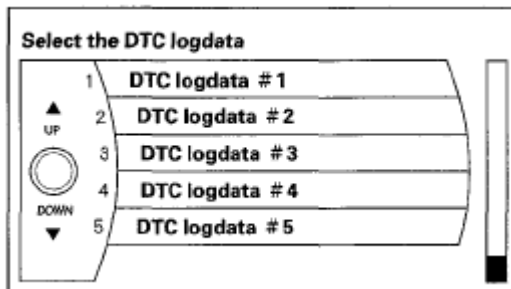 Select the DTC logdata
1 DTC logdata #1
▲
UP
2 DTC logdata #2
3 DTC logdata #3
4 DTC logdata #4
DOWN
▼
5 DTC logdata #5